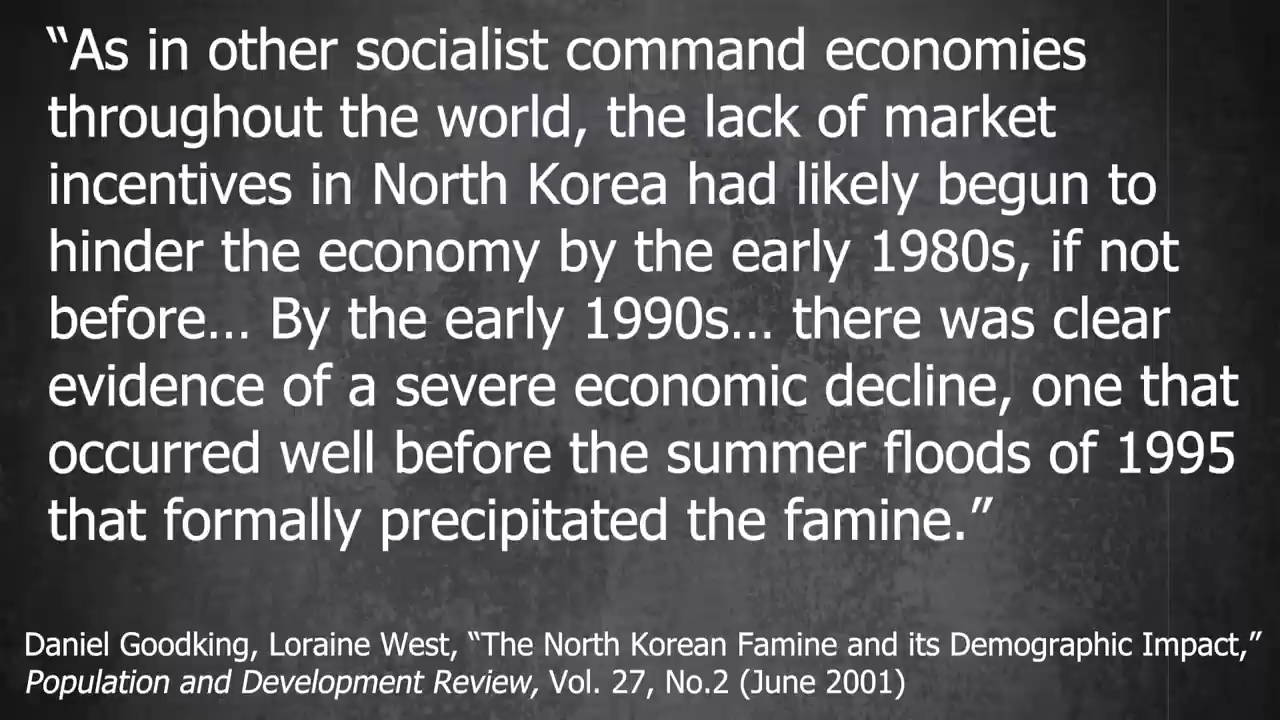 “As in other socialist command economies
throughout the world, the lack of market
incentives in North Korea had likely begun to
hinder the economy by the early 1980s, if not
before... By the early 1990s... there was clear
evidence of a severe economic decline, one that
occurred well before the summer floods of 1995
that formally precipitated the famine.”
Daniel Goodking, Loraine West, “The North Korean Famine and its Demographic Impact,”
Population and Development Review, Vol. 27, No.2 (June 2001)